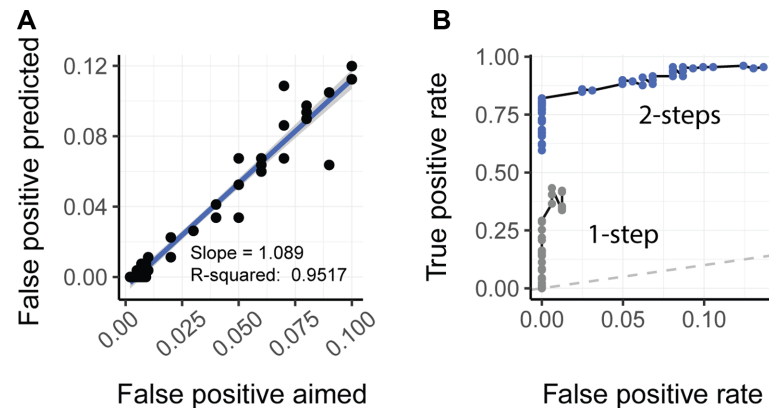 A
False positive predicted
0.12
0.08
0.04
0.00
Slope = 1.089
R-squared: 0.9517
0.00
0.025
0.050
0.075
0.100
False positive aimed
B
True positive rate
1.00
0.75
0.50
0.25
0.00
2-steps
1-step
0.00
0.05
0.10
False positive rate